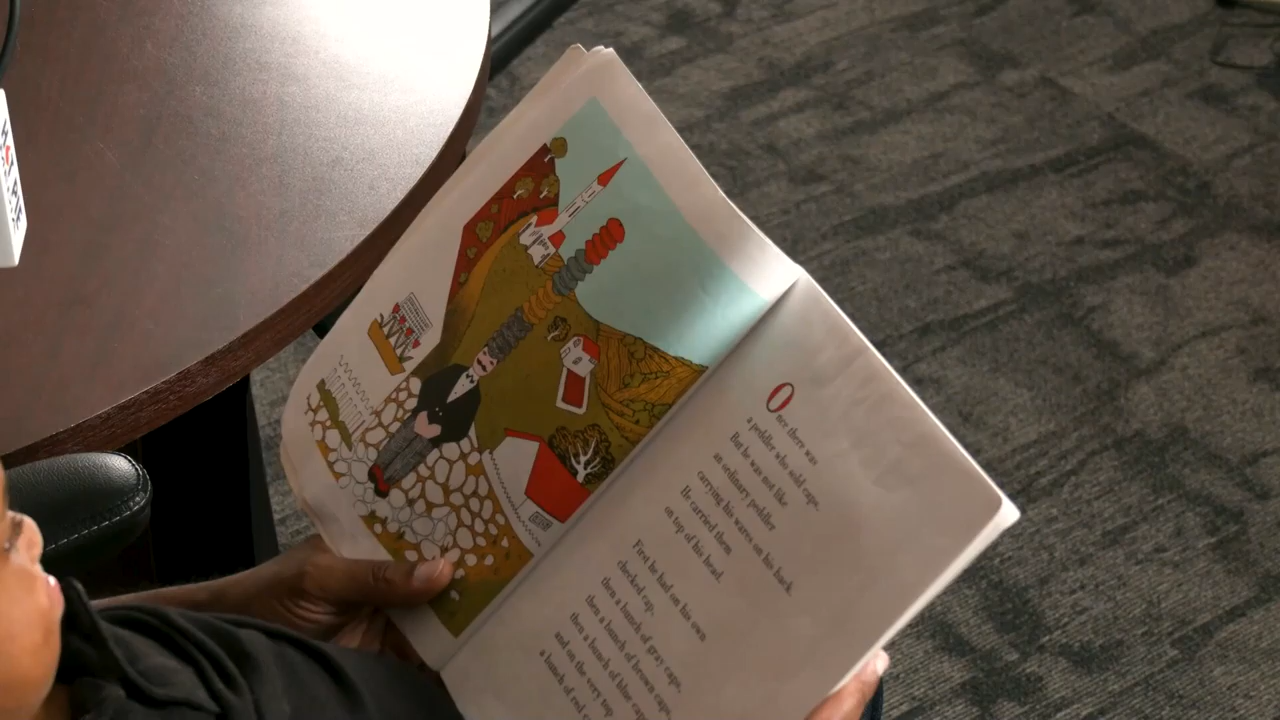 Once there was
a peddler who sold caps.
But he was not like
an ordinary peddler
carrying his wares on his back.
He carried them
on top of his head.
First he had on his own
checked cap,
then a bunch of gray caps,
then a bunch of brown caps,
then a bunch of blue caps,
and on the very top
a bunch of red